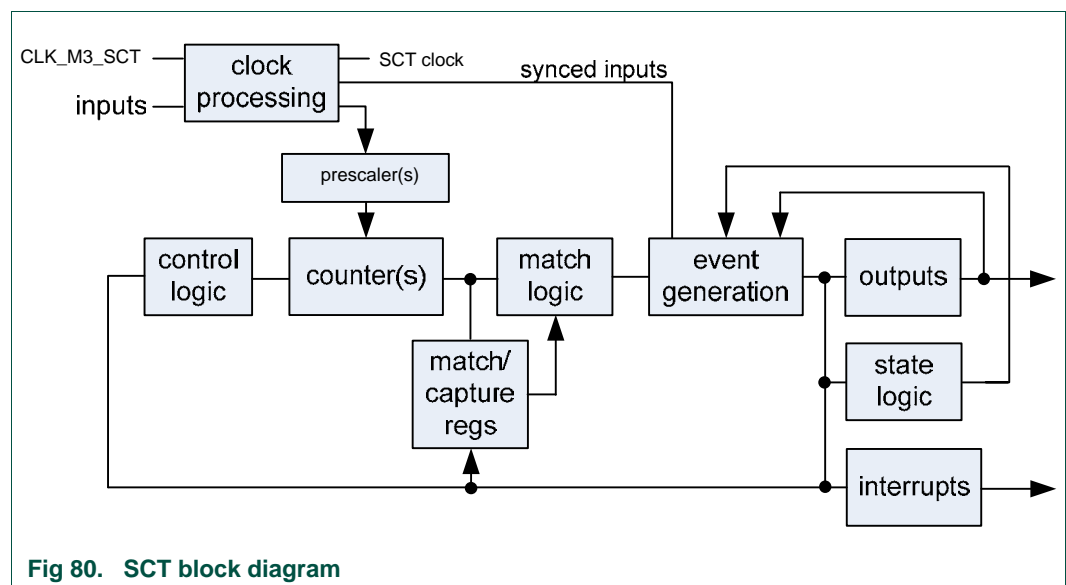 CLK_M3_SCT
inputs
clock
processing
SCT clock
synced inputs
prescaler(s)
control
logic
counter(s)
match
logic
event
generation
outputs
match/
capture
regs
state
logic
interrupts
Fig 80. SCT block diagram